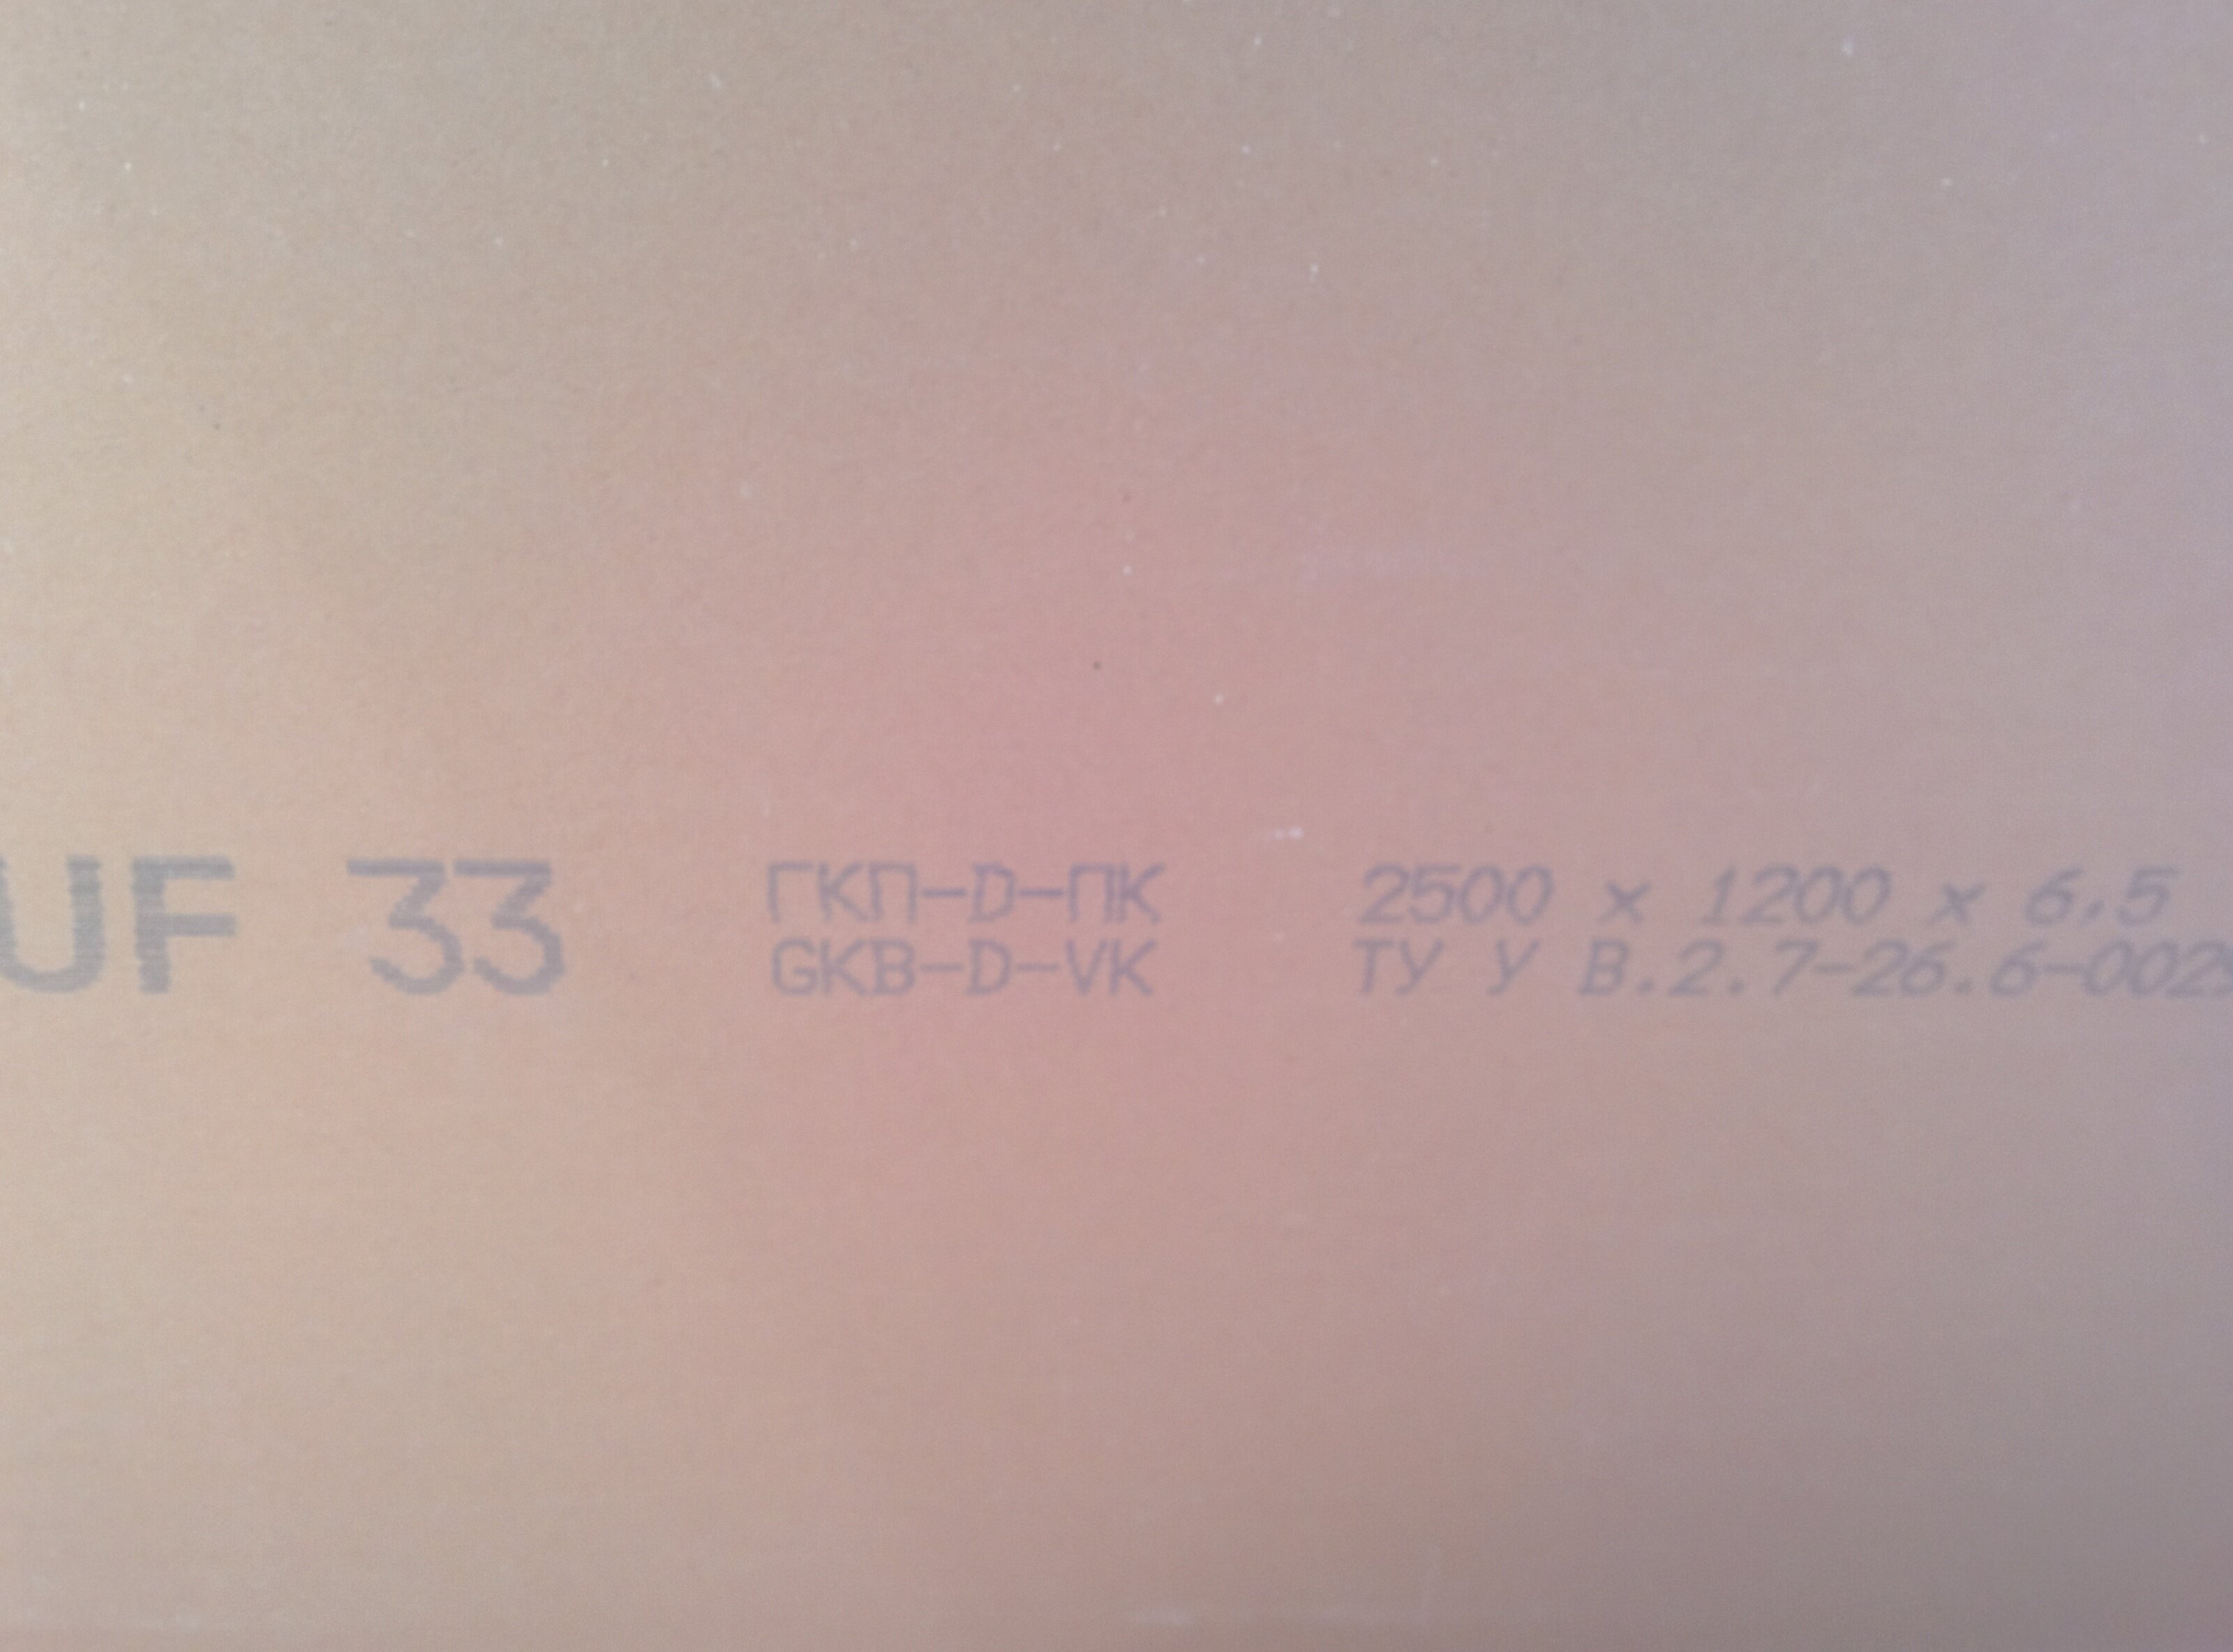 UF 33
ГКП-D-ПК 2500 x 1200 x 6,5
GKB-D-VK ТУ У В.2.7-26.6-002